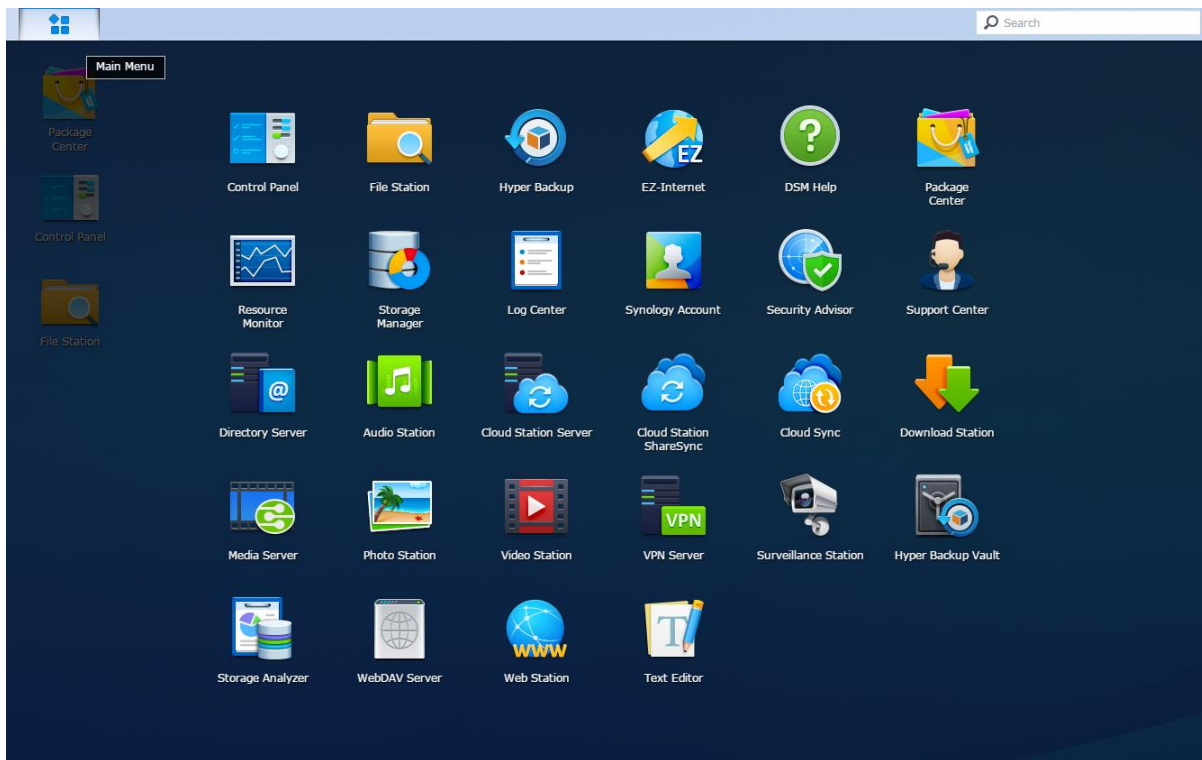 Search
Main Menu
Package
Center
Control Panel
File Station
Control Panel
File Station
Hyper Backup
EZ
EZ-Internet
?
DSM Help
Package
Center
Resource
Monitor
Storage
Manager
Log Center
Synology Account
Security Advisor
Support Center
@
Directory Server
Audio Station
Cloud Station Server
Cloud Station
ShareSync
Cloud Sync
Download Station
Media Server
Photo Station
Video Station
VPN
VPN Server
Surveillance Station
Hyper Backup Vault
Storage Analyzer
WebDAV Server
WWW
Web Station
T
Text Editor